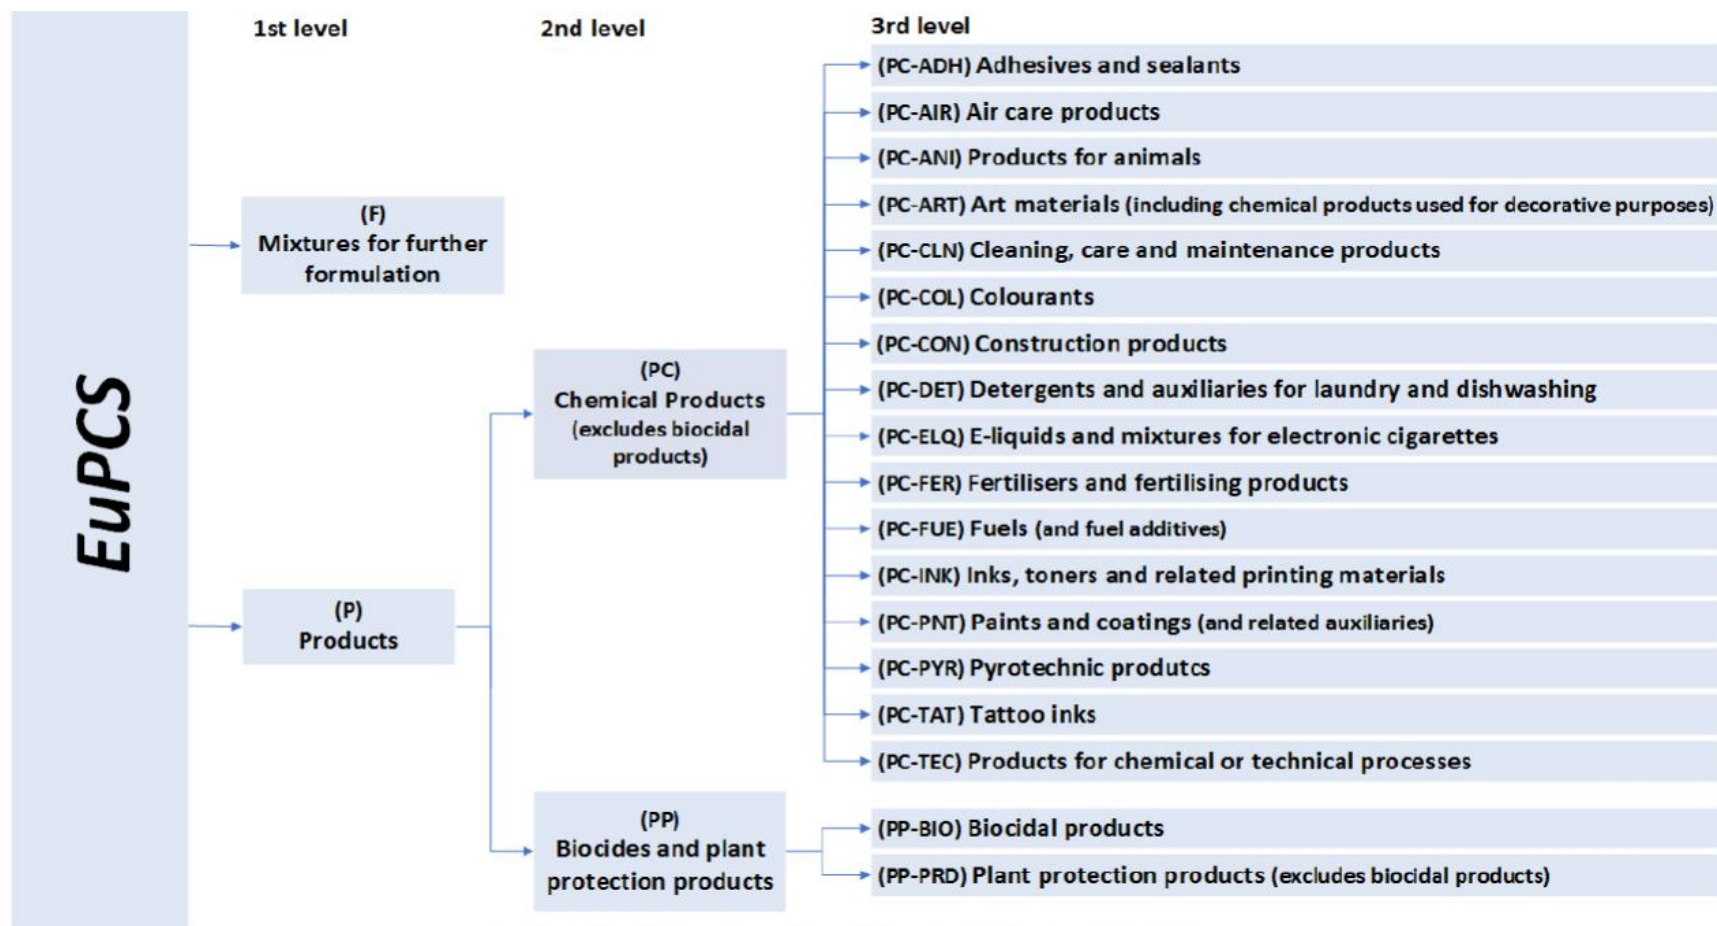 EuPCS
1st level
2nd level
3rd level
(F)
Mixtures for further
formulation
(P)
Products
(PC)
Chemical Products
(excludes biocidal
products)
(PP)
Biocides and plant
protection products
(PC-ADH) Adhesives and sealants
(PC-AIR) Air care products
(PC-ANI) Products for animals
(PC-ART) Art materials (including chemical products used for decorative purposes)
(PC-CLN) Cleaning, care and maintenance products
(PC-COL) Colourants
(PC-CON) Construction products
(PC-DET) Detergents and auxiliaries for laundry and dishwashing
(PC-ELQ) E-liquids and mixtures for electronic cigarettes
(PC-FER) Fertilisers and fertilising products
(PC-FUE) Fuels (and fuel additives)
(PC-INK) Inks, toners and related printing materials
(PC-PNT) Paints and coatings (and related auxiliaries)
(PC-PYR) Pyrotechnic produtcs
(PC-TAT) Tattoo inks
(PC-TEC) Products for chemical or technical processes
(PP-BIO) Biocidal products
(PP-PRD) Plant protection products (excludes biocidal products)